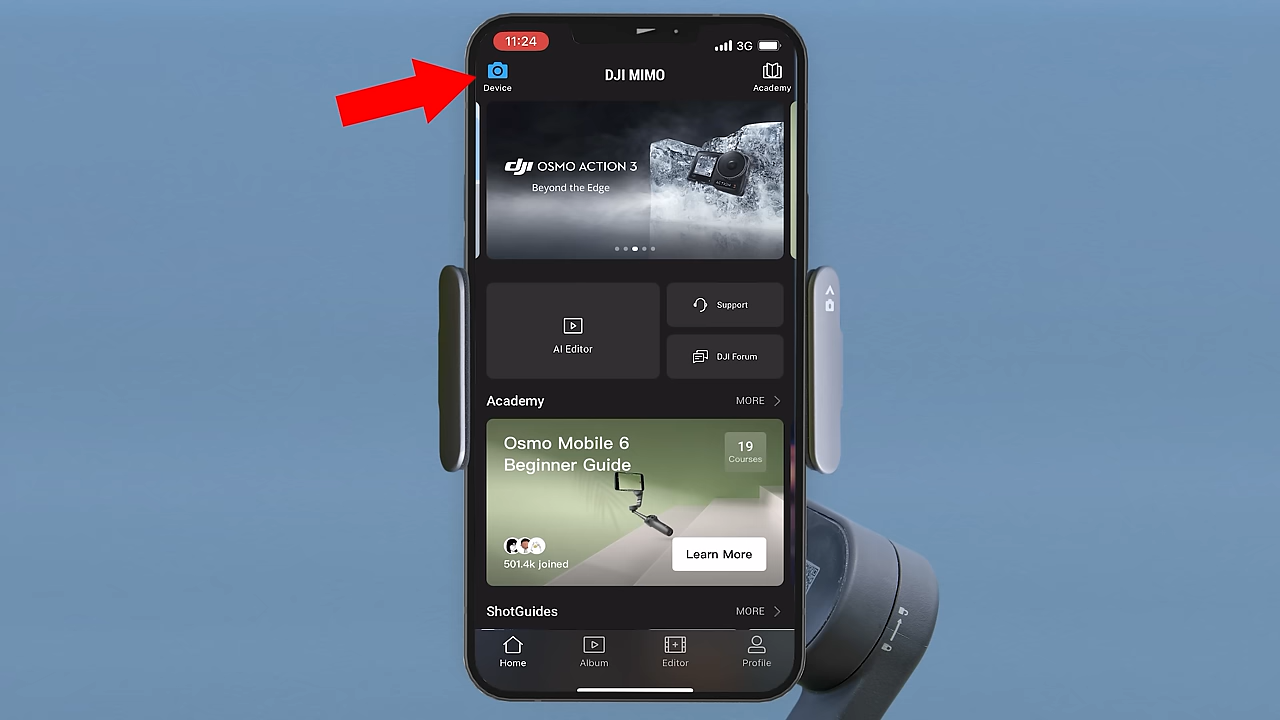 11:24
3G
Device
DJI MIMO
Academy
dji OSMO ACTION 3
Beyond the Edge
ACTION 3
AI Editor
Support
DJI Forum
Academy
MORE
Osmo Mobile 6
Beginner Guide
19
Courses
501.4k joined
Learn More
ShotGuides
MORE
Home
Album
Editor
Profile